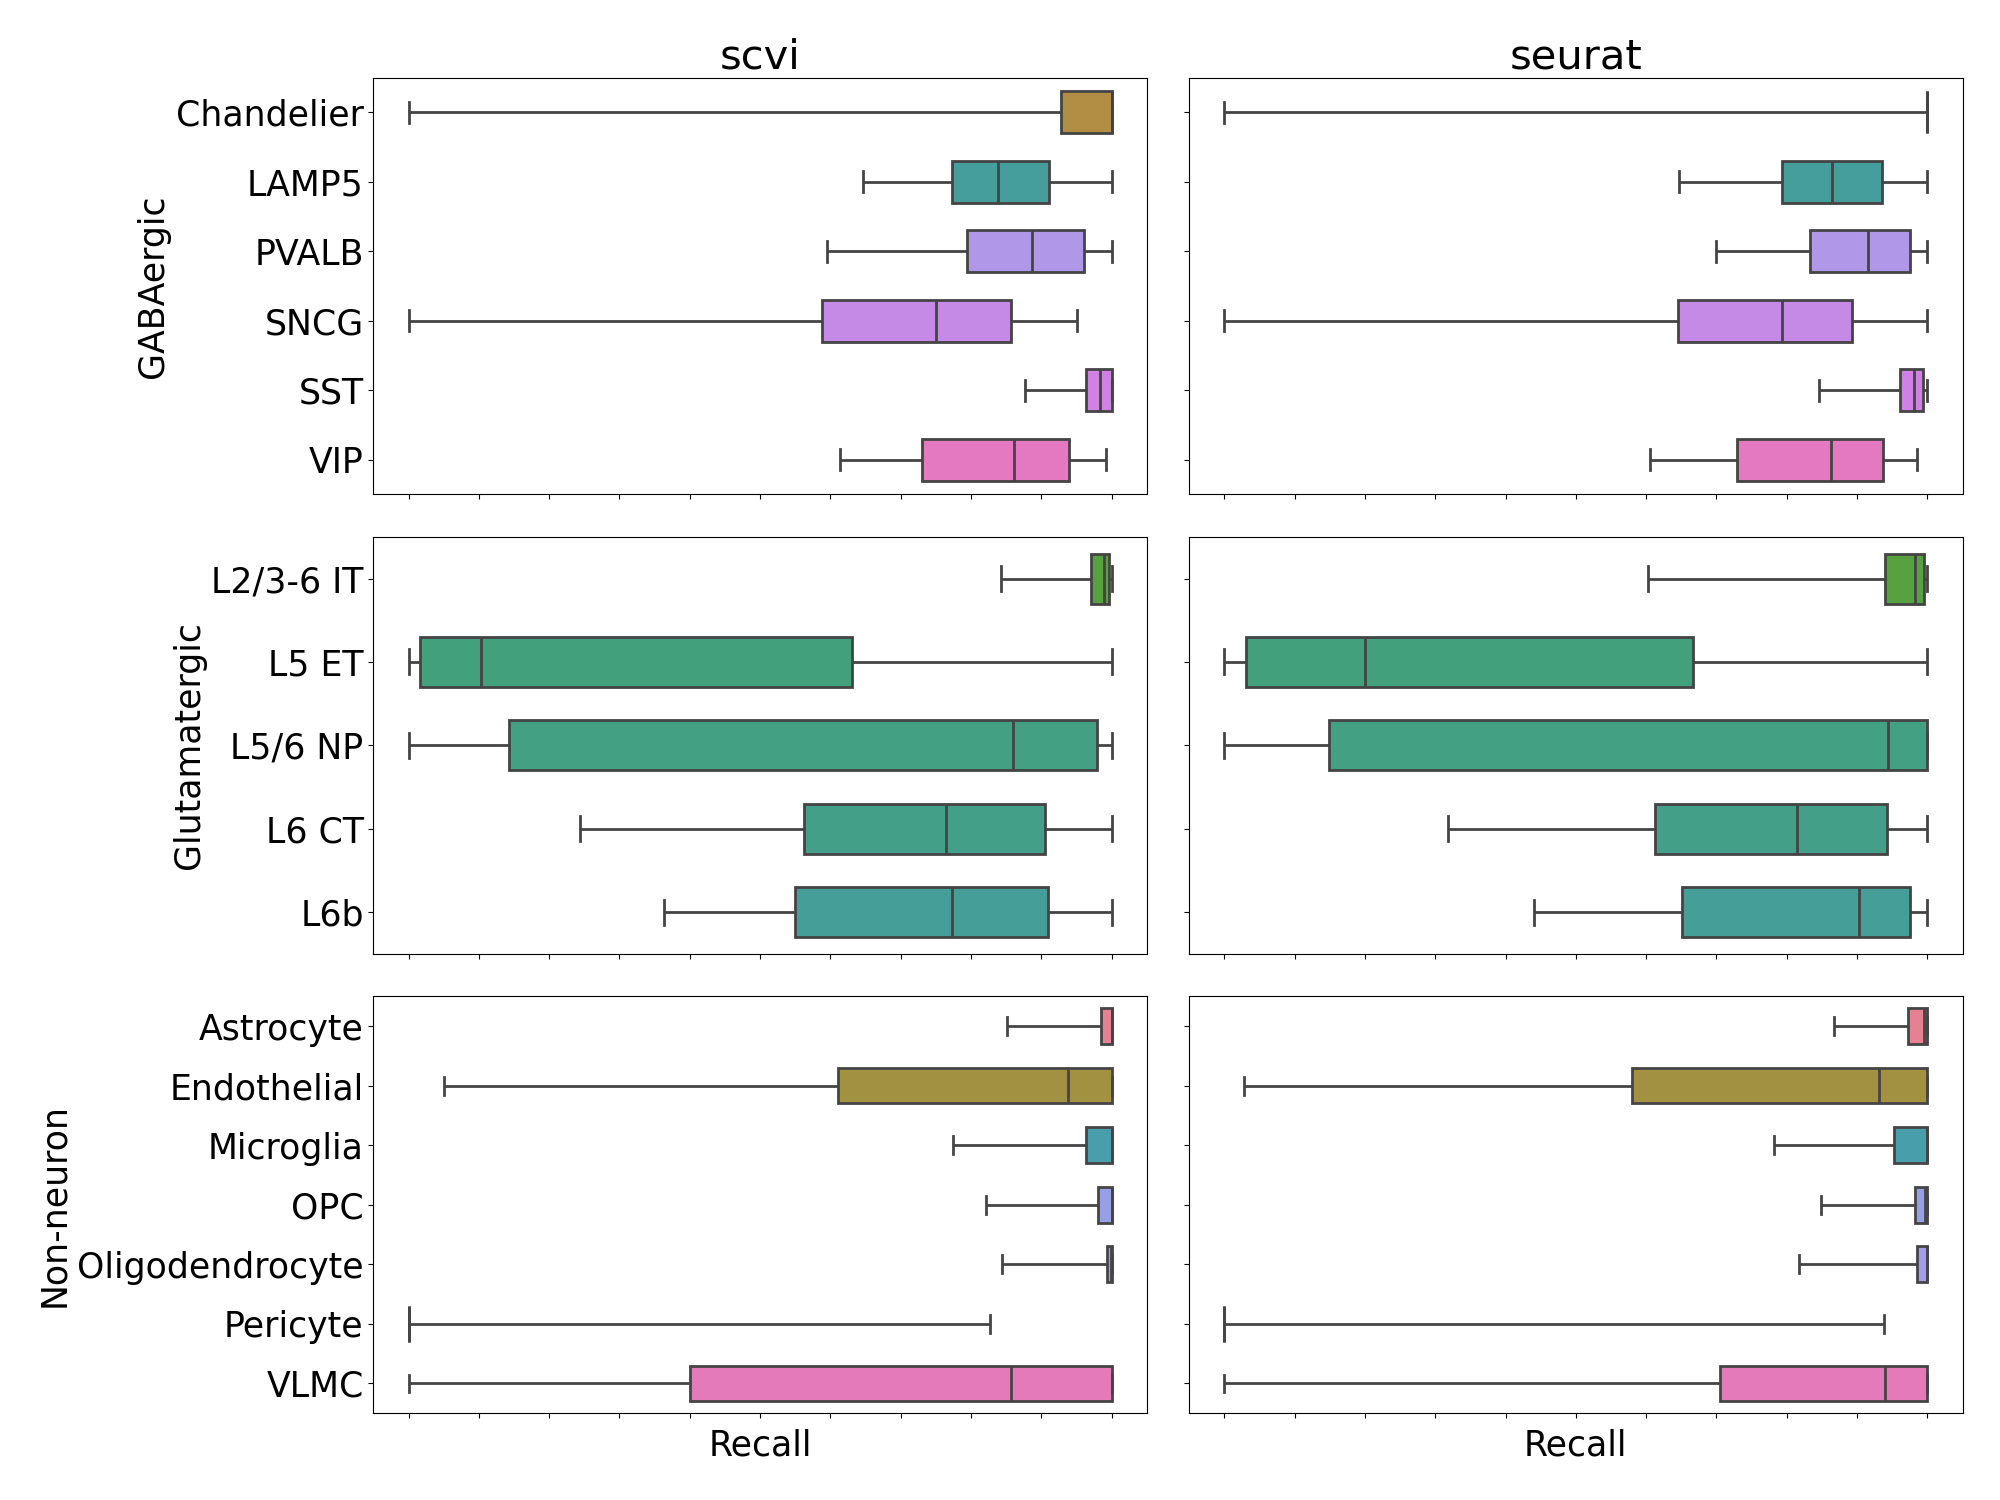 scvi
seurat
GABAergic
Chandelier
LAMP5
PVALB
SNCG
SST
VIP
Glutamatergic
L2/3-6 IT
L5 ET
L5/6 NP
L6 CT
L6b
Non-neuron
Astrocyte
Endothelial
Microglia
OPC
Oligodendrocyte
Pericyte
VLMC
Recall
Recall